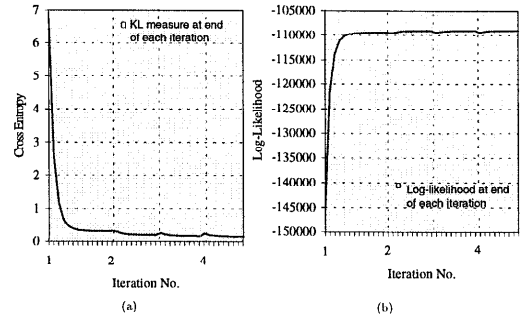 7
6
5
4
3
2
1
0
Cross Entropy
▯ KL measure at end
of each iteration
1
2
4
Iteration No.
(a)
-105000
-110000
-115000
-120000
-125000
-130000
-135000
-140000
-145000
-150000
Log-Likelihood
▯ Log-likelihood at end
of each iteration
1
2
4
Iteration No.
(b)